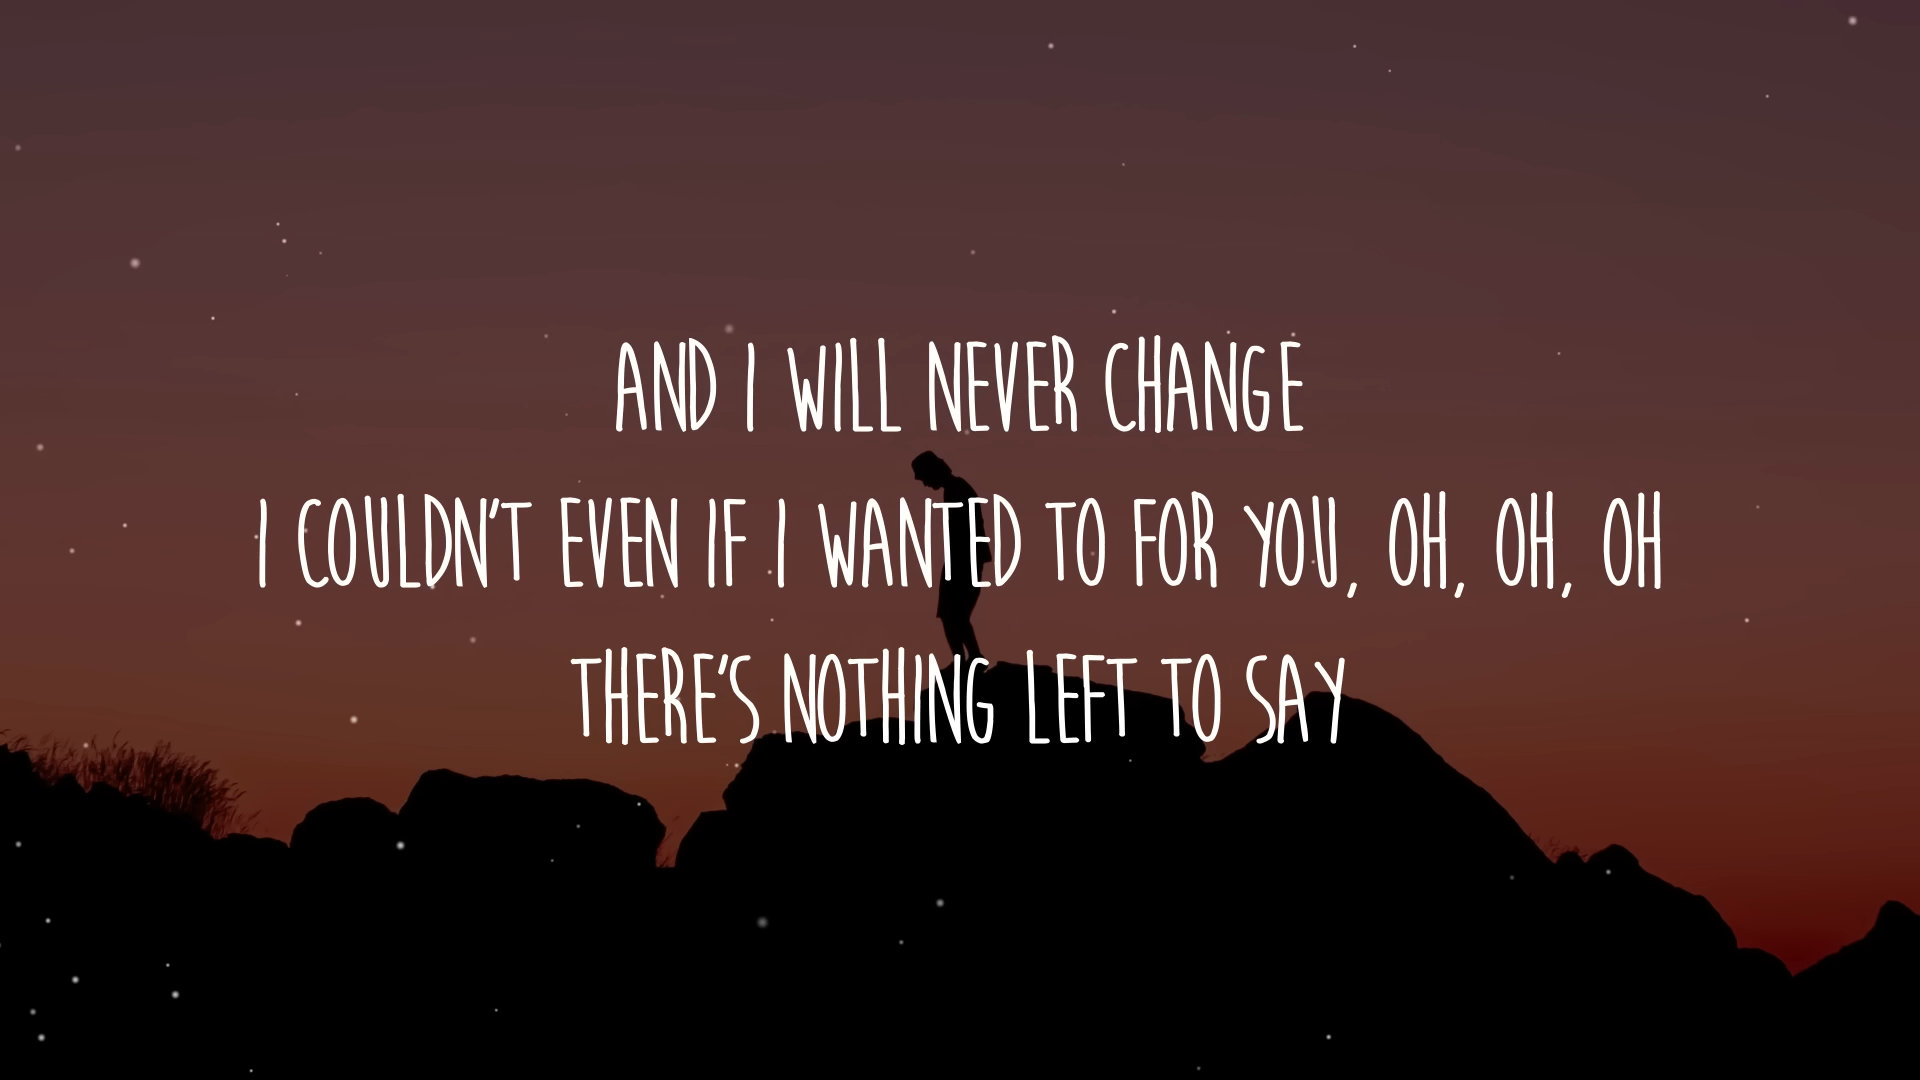 AND I WILL NEVER CHANGE
I COULDN'T EVEN IF I WANTED TO FOR YOU, OH, OH, OH
THERE'S NOTHING LEFT TO SAY